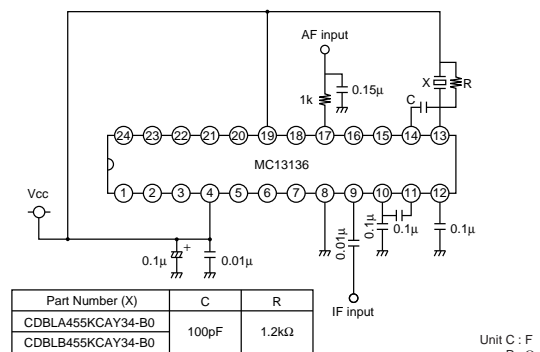 AF input
0.15µ
1k
X
R
C
24 23 22 21 20 19 18 17 16 15 14 13
MC13136
1 2 3 4 5 6 7 8 9 10 11 12
Vcc
+
0.1µ
0.01µ
0.01µ
0.1µ
0.1µ
0.1µ
IF input
Part Number (X) C R
CDBLA455KCAY34-B0 100pF 1.2kΩ
CDBLB455KCAY34-B0
Unit C : F